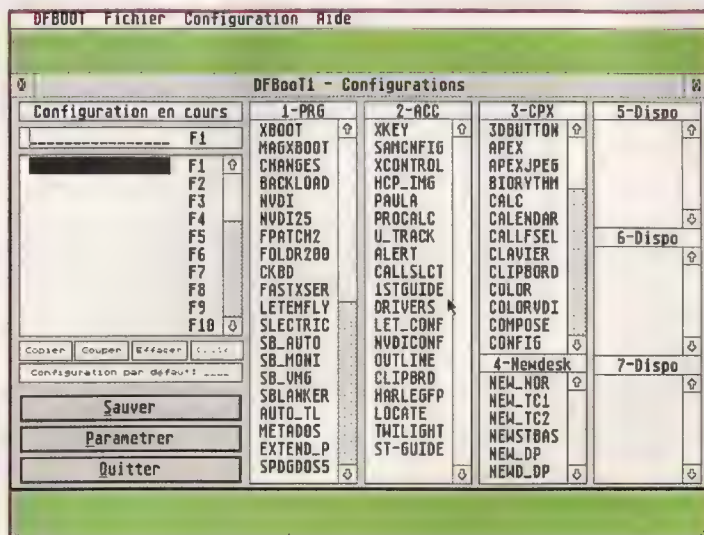 DFBOOT Fichier Configuration Aide
DFBooT1 - Configurations
Configuration en cours
F1
F1
F2
F3
F4
F5
F6
F7
F8
F9
F10
Copier Couper Effacer
Configuration par défaut: ____
Sauver
Parametrer
Quitter
1-PRG
XBOOT
MAGXBOOT
CHANGES
BACKLOAD
NVDI
NVDI25
FPATCH2
FOLDR200
CKBD
FASTXSER
LETEMFLY
SLECTRIC
SB_AUTO
SB_MONI
SB_VMG
SBLANKER
AUTO_TL
METADOS
EXTEND_P
SPDGDOS5
2-ACC
XKEY
SAMCNFIG
XCONTROL
HCP_IMG
PAULA
PROCALC
U_TRACK
ALERT
CALLSLCT
1STGUIDE
DRIVERS
LET_CONF
NVDICONF
OUTLINE
CLIPBRD
HARLEGFP
LOCATE
TWILIGHT
ST-GUIDE
3-CPX
3DBUTTON
APEX
APEXJPEG
BIORYTHM
CALC
CALENDAR
CALLFSEL
CLAVIER
CLIPBORD
COLOR
COLORVDI
COMPOSE
CONFIG
4-Newdesk
NEW_NOR
NEW_TC1
NEW_TC2
NEWSTBAS
NEW_DP
NEWD_DP
5-Dispo
6-Dispo
7-Dispo